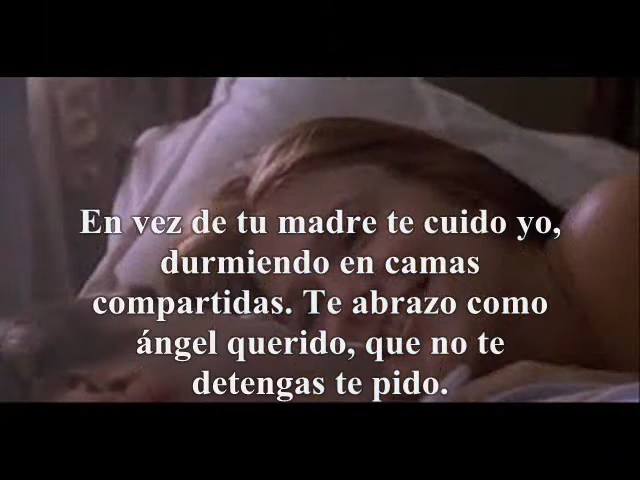 En vez de tu madre te cuido yo,
durmiendo en camas
compartidas. Te abrazo como
ángel querido, que no te
detengas te pido.